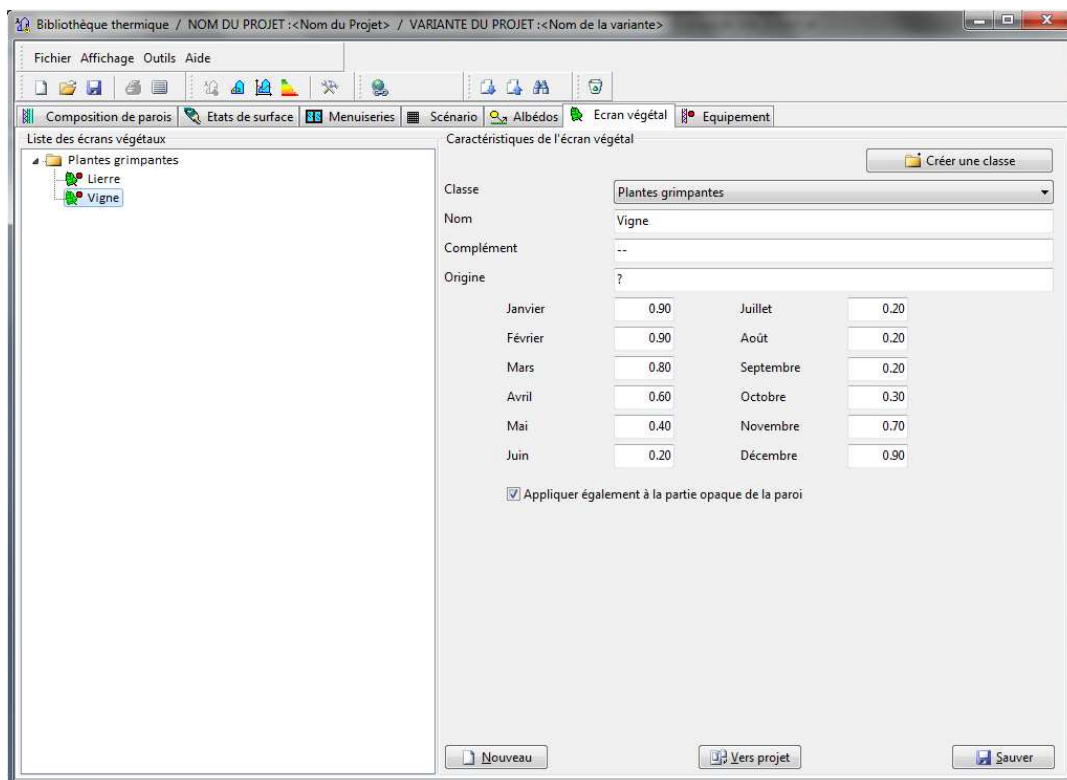 Bibliothèque thermique / NOM DU PROJET :<Nom du Projet> / VARIANTE DU PROJET :<Nom de la variante>
Fichier Affichage Outils Aide
Composition de parois Etats de surface Menuiseries Scénario Albédos Ecran végétal Equipement
Liste des écrans végétaux
Plantes grimpantes
Lierre
Vigne
Caractéristiques de l'écran végétal
Créer une classe
Classe Plantes grimpantes
Nom Vigne
Complément --
Origine ?
Janvier 0.90 Juillet 0.20
Février 0.90 Août 0.20
Mars 0.80 Septembre 0.20
Avril 0.60 Octobre 0.30
Mai 0.40 Novembre 0.70
Juin 0.20 Décembre 0.90
Appliquer également à la partie opaque de la paroi
Nouveau Vers projet Sauver